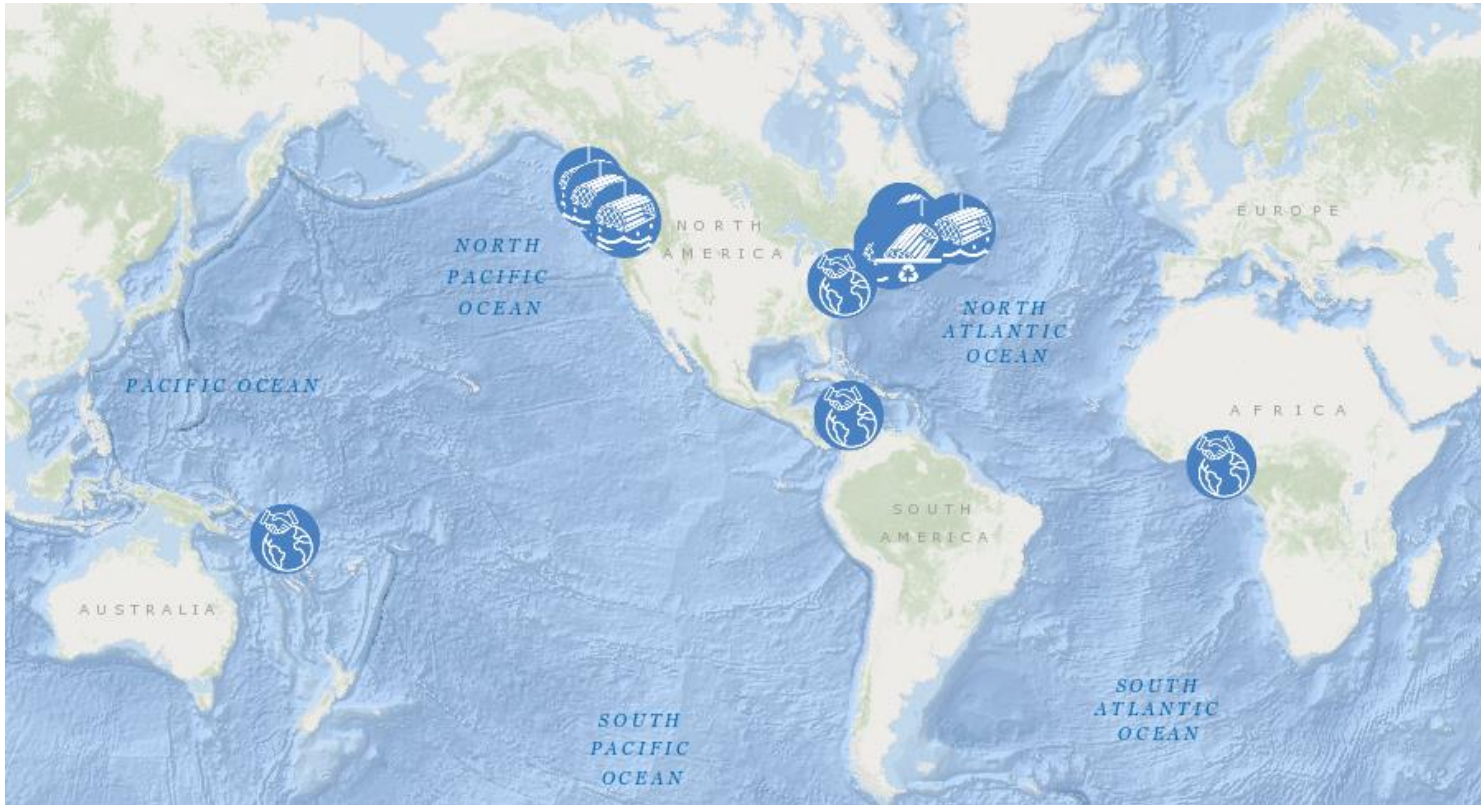 NORTH
AMERICA
EUROPE
NORTH
PACIFIC
OCEAN
NORTH
ATLANTIC
OCEAN
PACIFIC OCEAN
AFRICA
SOUTH
AMERICA
AUSTRALIA
SOUTH
ATLANTIC
OCEAN
SOUTH
PACIFIC
OCEAN